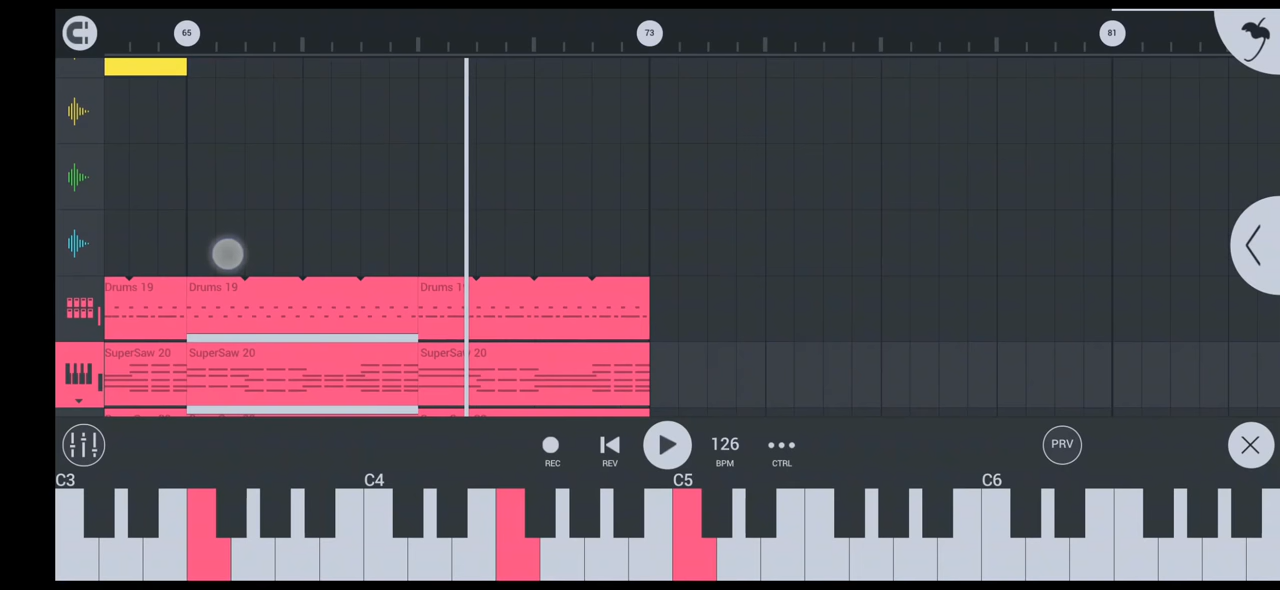 65 73 81
Drums 19 Drums 19 Drums 1
SuperSaw 20 SuperSaw 20 SuperSaw 20
126 PRV
REC REV BPM CTRL
C3 C4 C5 C6